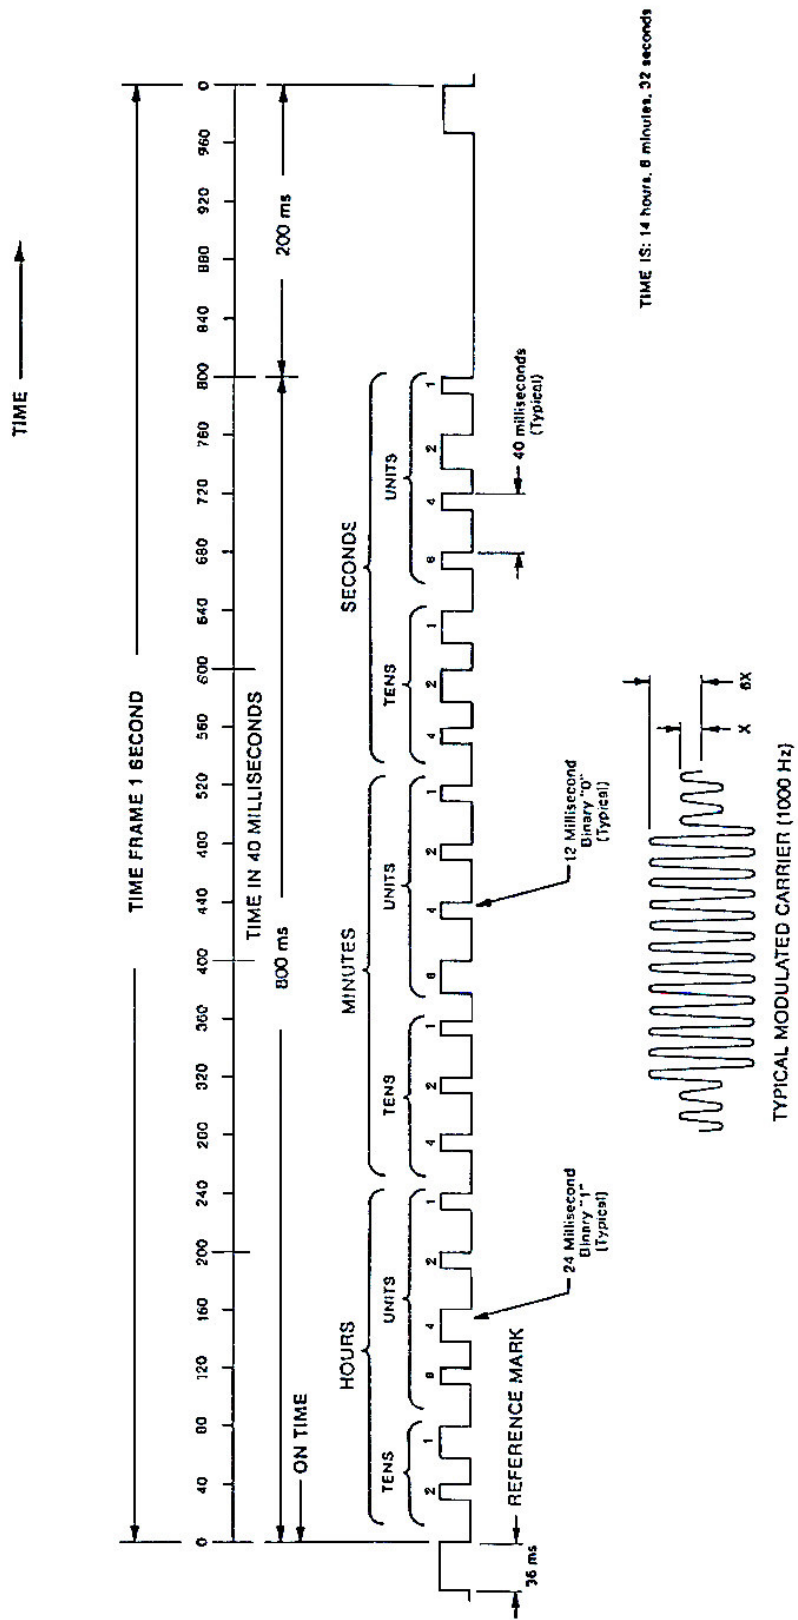 TIME
TIME FRAME 1 SECOND
0 40 80 120 160 200 240 280 320 360 400 440 480 520 560 600 640 680 720 760 800 840 880 920 960 0
TIME IN 40 MILLISECONDS
800 ms
200 ms
ON TIME
HOURS
MINUTES
SECONDS
TENS
UNITS
TENS
UNITS
TENS
UNITS
2 1 8 4 2 1 4 2 1 8 4 2 1 4 2 1 8 4 2 1
36 ms
REFERENCE MARK
24 Millisecond
Binary "1"
(Typical)
12 Millisecond
Binary "0"
(Typical)
40 milliseconds
(Typical)
X
6X
TYPICAL MODULATED CARRIER (1000 Hz)
TIME IS: 14 hours, 8 minutes, 32 seconds